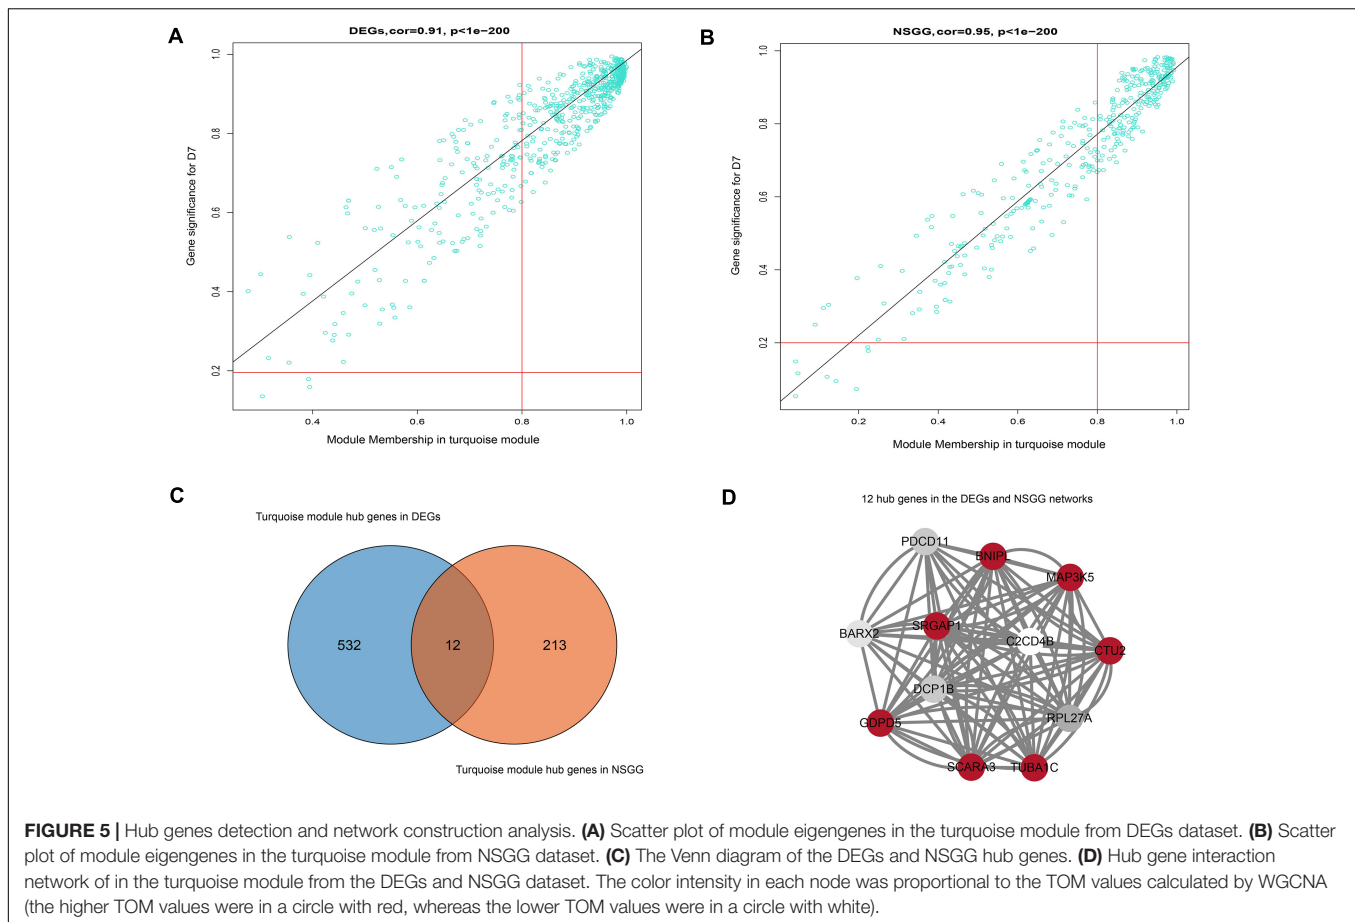 A
DEGs,cor=0.91, p<1e−200
Gene significance for D7
1.0
0.8
0.6
0.4
0.2
0.4
0.6
0.8
1.0
Module Membership in turquoise module
B
NSGG,cor=0.95, p<1e−200
Gene significance for D7
1.0
0.8
0.6
0.4
0.2
0.2
0.4
0.6
0.8
1.0
Module Membership in turquoise module
C
Turquoise module hub genes in DEGs
532
12
213
Turquoise module hub genes in NSGG
D
12 hub genes in the DEGs and NSGG networks
PDCD11
BNIPL
MAP3K5
BARX2
SRGAP1
C2CD4B
CTU2
DCP1B
GDPD5
RPL27A
SCARA3
TUBA1C
FIGURE 5 | Hub genes detection and network construction analysis. (A) Scatter plot of module eigengenes in the turquoise module from DEGs dataset. (B) Scatter
plot of module eigengenes in the turquoise module from NSGG dataset. (C) The Venn diagram of the DEGs and NSGG hub genes. (D) Hub gene interaction
network of in the turquoise module from the DEGs and NSGG dataset. The color intensity in each node was proportional to the TOM values calculated by WGCNA
(the higher TOM values were in a circle with red, whereas the lower TOM values were in a circle with white).